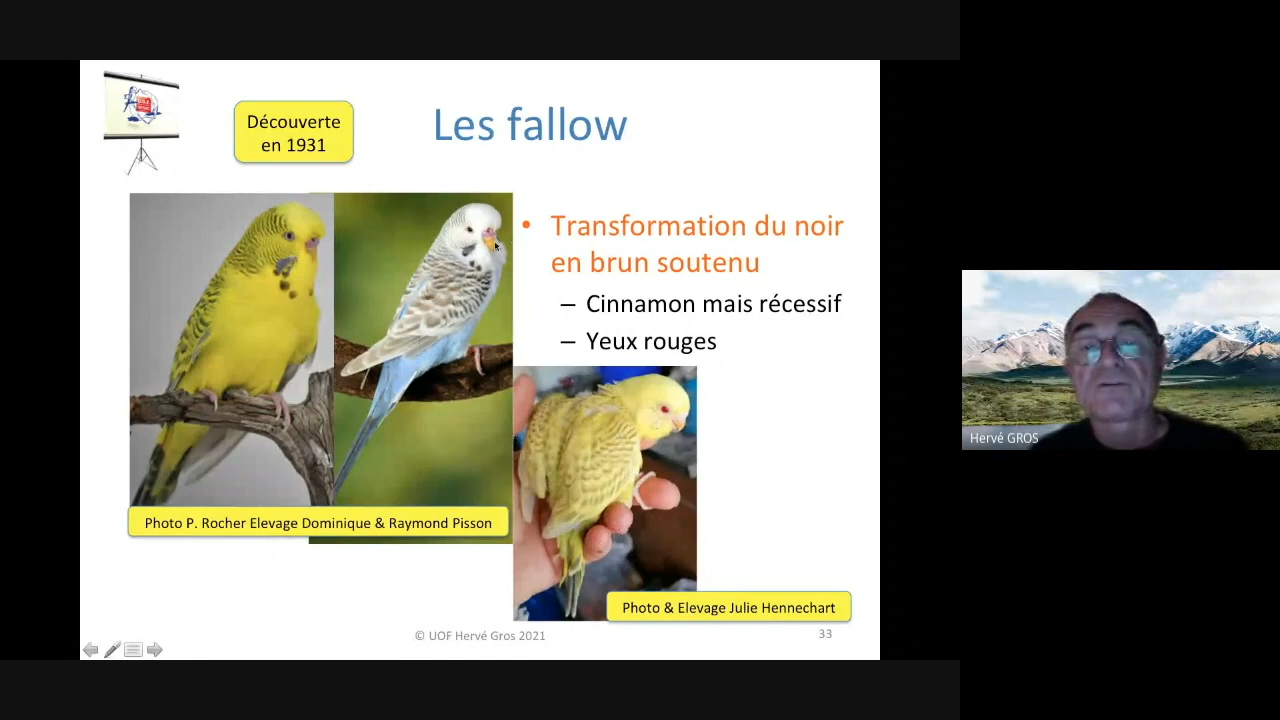 Découverte
en 1931
Les fallow
• Transformation du noir
en brun soutenu
– Cinnamon mais récessif
– Yeux rouges
Photo P. Rocher Elevage Dominique & Raymond Pisson
Photo & Elevage Julie Hennechart
© UOF Hervé Gros 2021
33
Hervé GROS